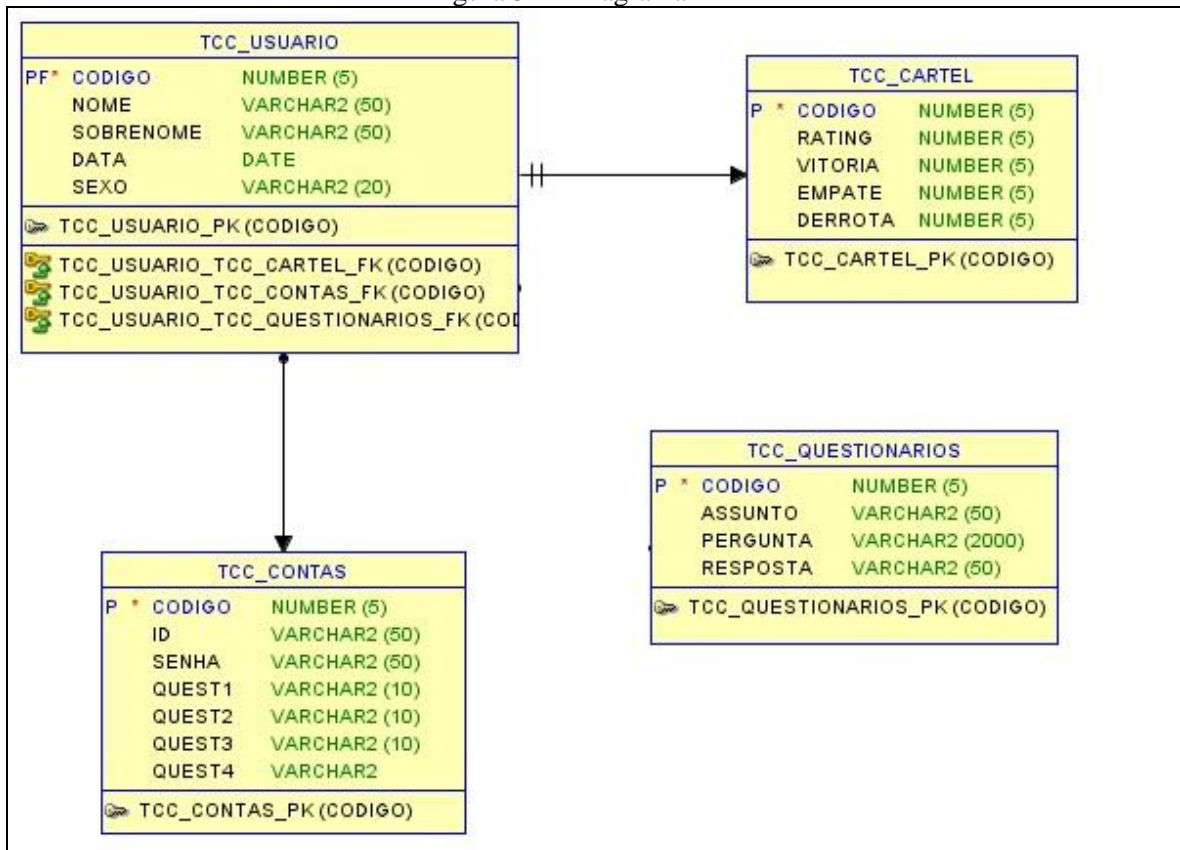 TCC_USUARIO
PF* CODIGO NUMBER (5)
NOME VARCHAR2 (50)
SOBRENOME VARCHAR2 (50)
DATA DATE
SEXO VARCHAR2 (20)
TCC_USUARIO_PK (CODIGO)
TCC_USUARIO_TCC_CARTEL_FK (CODIGO)
TCC_USUARIO_TCC_CONTAS_FK (CODIGO)
TCC_USUARIO_TCC_QUESTIONARIOS_FK (COD
TCC_CARTEL
P * CODIGO NUMBER (5)
RATING NUMBER (5)
VITORIA NUMBER (5)
EMPATE NUMBER (5)
DERROTA NUMBER (5)
TCC_CARTEL_PK (CODIGO)
TCC_QUESTIONARIOS
P * CODIGO NUMBER (5)
ASSUNTO VARCHAR2 (50)
PERGUNTA VARCHAR2 (2000)
RESPOSTA VARCHAR2 (50)
TCC_QUESTIONARIOS_PK (CODIGO)
TCC_CONTAS
P * CODIGO NUMBER (5)
ID VARCHAR2 (50)
SENHA VARCHAR2 (50)
QUEST1 VARCHAR2 (10)
QUEST2 VARCHAR2 (10)
QUEST3 VARCHAR2 (10)
QUEST4 VARCHAR2
TCC_CONTAS_PK (CODIGO)